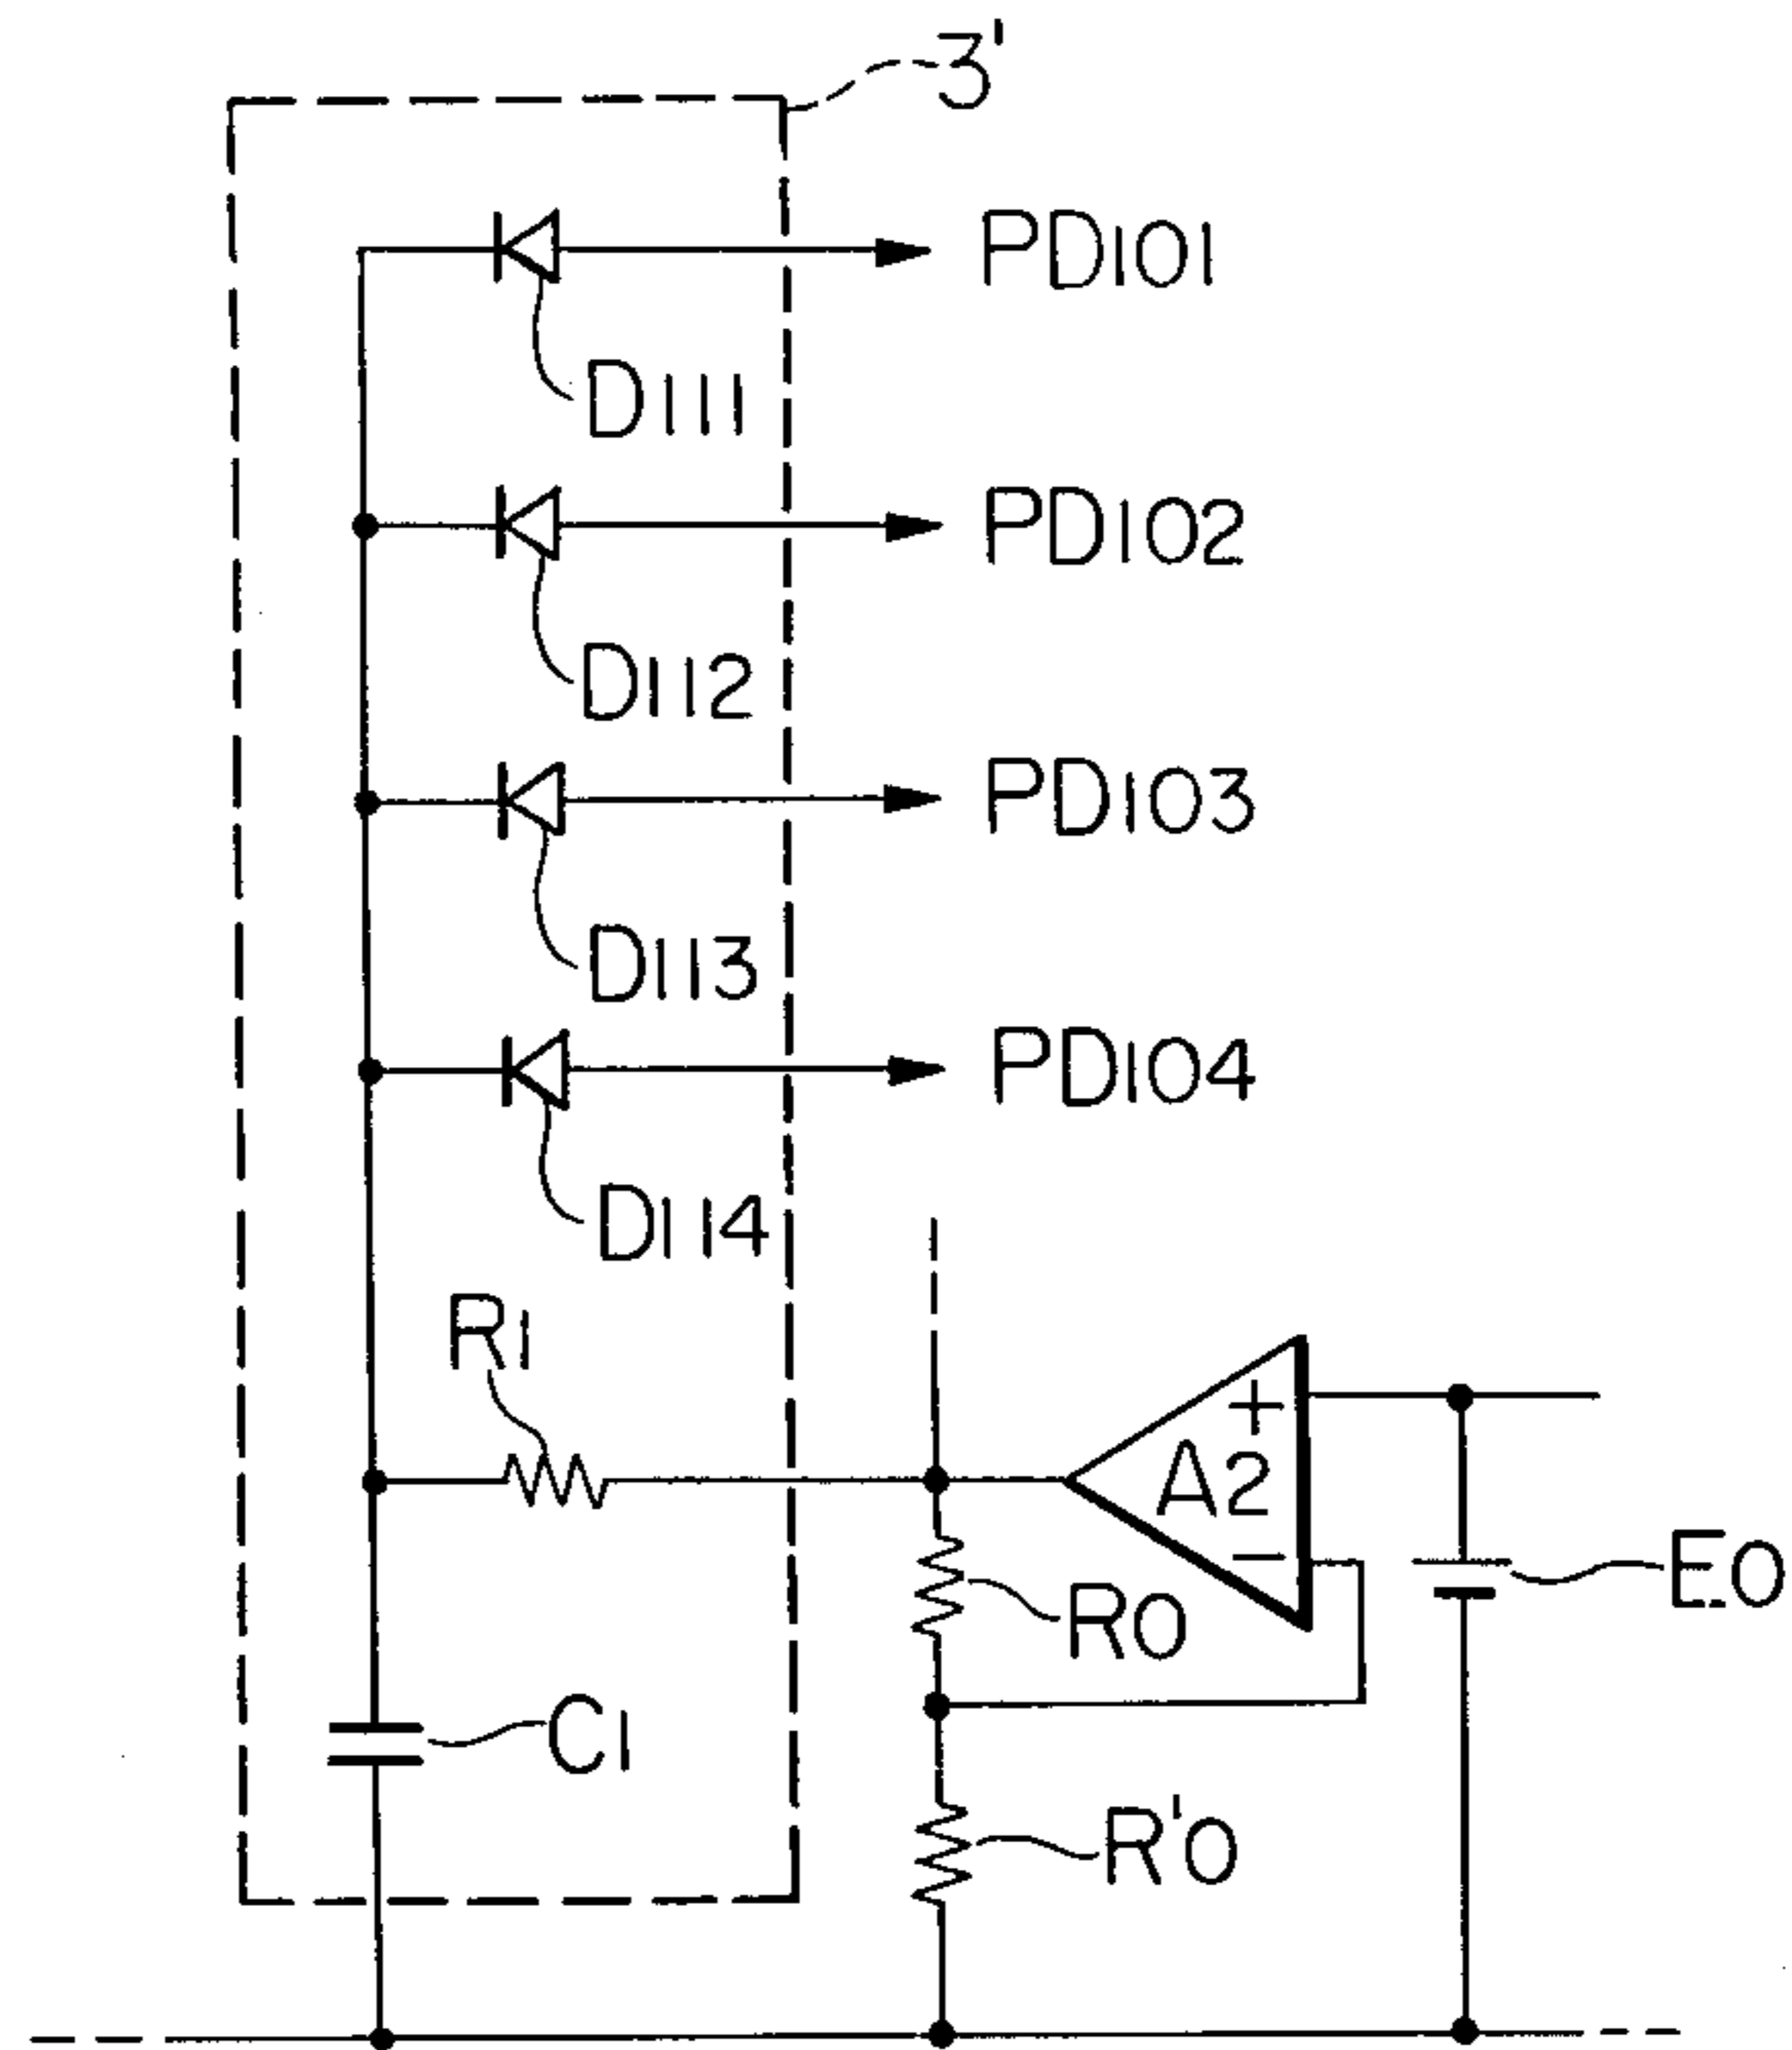 3'
PD101
D111
PD102
D112
PD103
D113
PD104
D114
R1
+
A2
−
E0
R0
C1
R'0